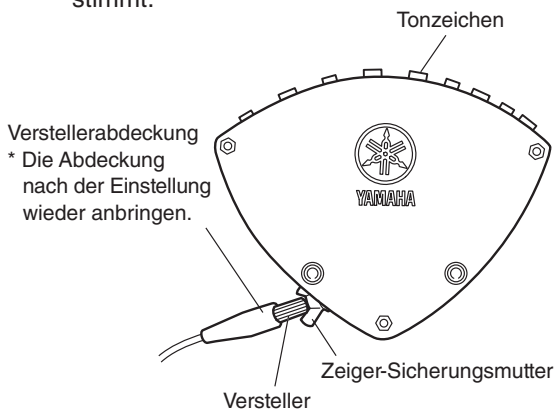 stimmt.
Tonzeichen
Verstellerabdeckung
* Die Abdeckung
nach der Einstellung
wieder anbringen.
YAMAHA
Zeiger-Sicherungsmutter
Versteller